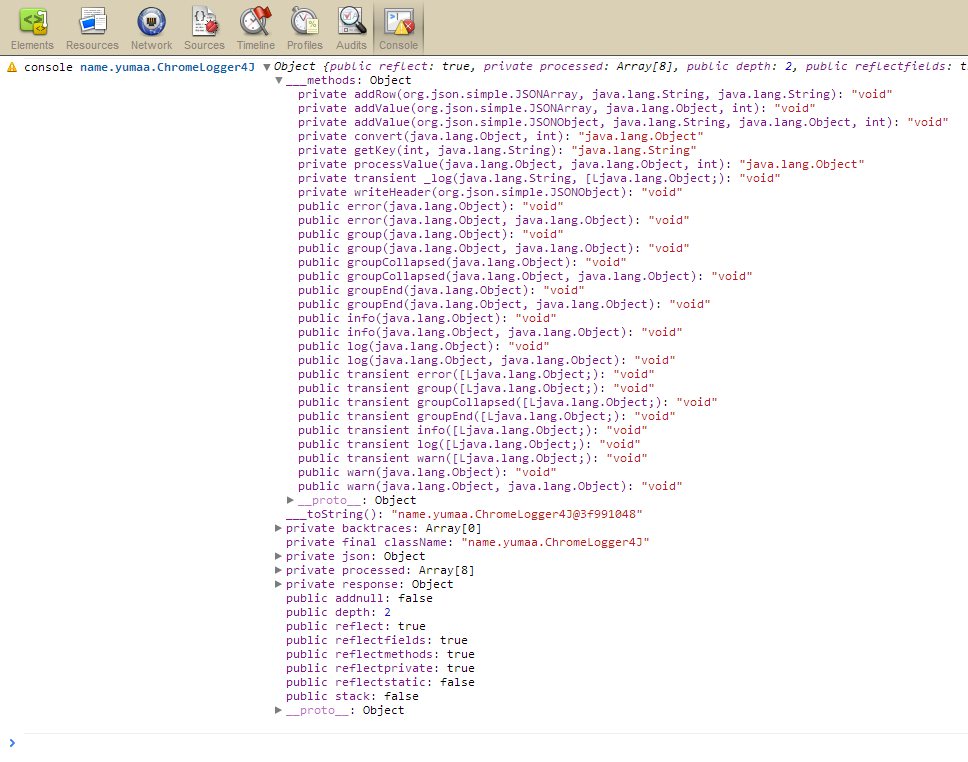 Elements Resources Network Sources Timeline Profiles Audits Console
console name.yumaa.ChromeLogger4J ▼Object {public reflect: true, private processed: Array[8], public depth: 2, public reflectfields: t
▼___methods: Object
private addRow(org.json.simple.JSONArray, java.lang.String, java.lang.String): "void"
private addValue(org.json.simple.JSONArray, java.lang.Object, int): "void"
private addValue(org.json.simple.JSONObject, java.lang.String, java.lang.Object, int): "void"
private convert(java.lang.Object, int): "java.lang.Object"
private getKey(int, java.lang.String): "java.lang.String"
private processValue(java.lang.Object, java.lang.Object, int): "java.lang.Object"
private transient _log(java.lang.String, [Ljava.lang.Object;): "void"
private writeHeader(org.json.simple.JSONObject): "void"
public error(java.lang.Object): "void"
public error(java.lang.Object, java.lang.Object): "void"
public group(java.lang.Object): "void"
public group(java.lang.Object, java.lang.Object): "void"
public groupCollapsed(java.lang.Object): "void"
public groupCollapsed(java.lang.Object, java.lang.Object): "void"
public groupEnd(java.lang.Object): "void"
public groupEnd(java.lang.Object, java.lang.Object): "void"
public info(java.lang.Object): "void"
public info(java.lang.Object, java.lang.Object): "void"
public log(java.lang.Object): "void"
public log(java.lang.Object, java.lang.Object): "void"
public transient error([Ljava.lang.Object;): "void"
public transient group([Ljava.lang.Object;): "void"
public transient groupCollapsed([Ljava.lang.Object;): "void"
public transient groupEnd([Ljava.lang.Object;): "void"
public transient info([Ljava.lang.Object;): "void"
public transient log([Ljava.lang.Object;): "void"
public transient warn([Ljava.lang.Object;): "void"
public warn(java.lang.Object): "void"
public warn(java.lang.Object, java.lang.Object): "void"
▶__proto__: Object
___toString(): "name.yumaa.ChromeLogger4J@3f991048"
▶private backtraces: Array[0]
private final className: "name.yumaa.ChromeLogger4J"
▶private json: Object
▶private processed: Array[8]
▶private response: Object
public addnull: false
public depth: 2
public reflect: true
public reflectfields: true
public reflectmethods: true
public reflectprivate: true
public reflectstatic: false
public stack: false
▶__proto__: Object
>